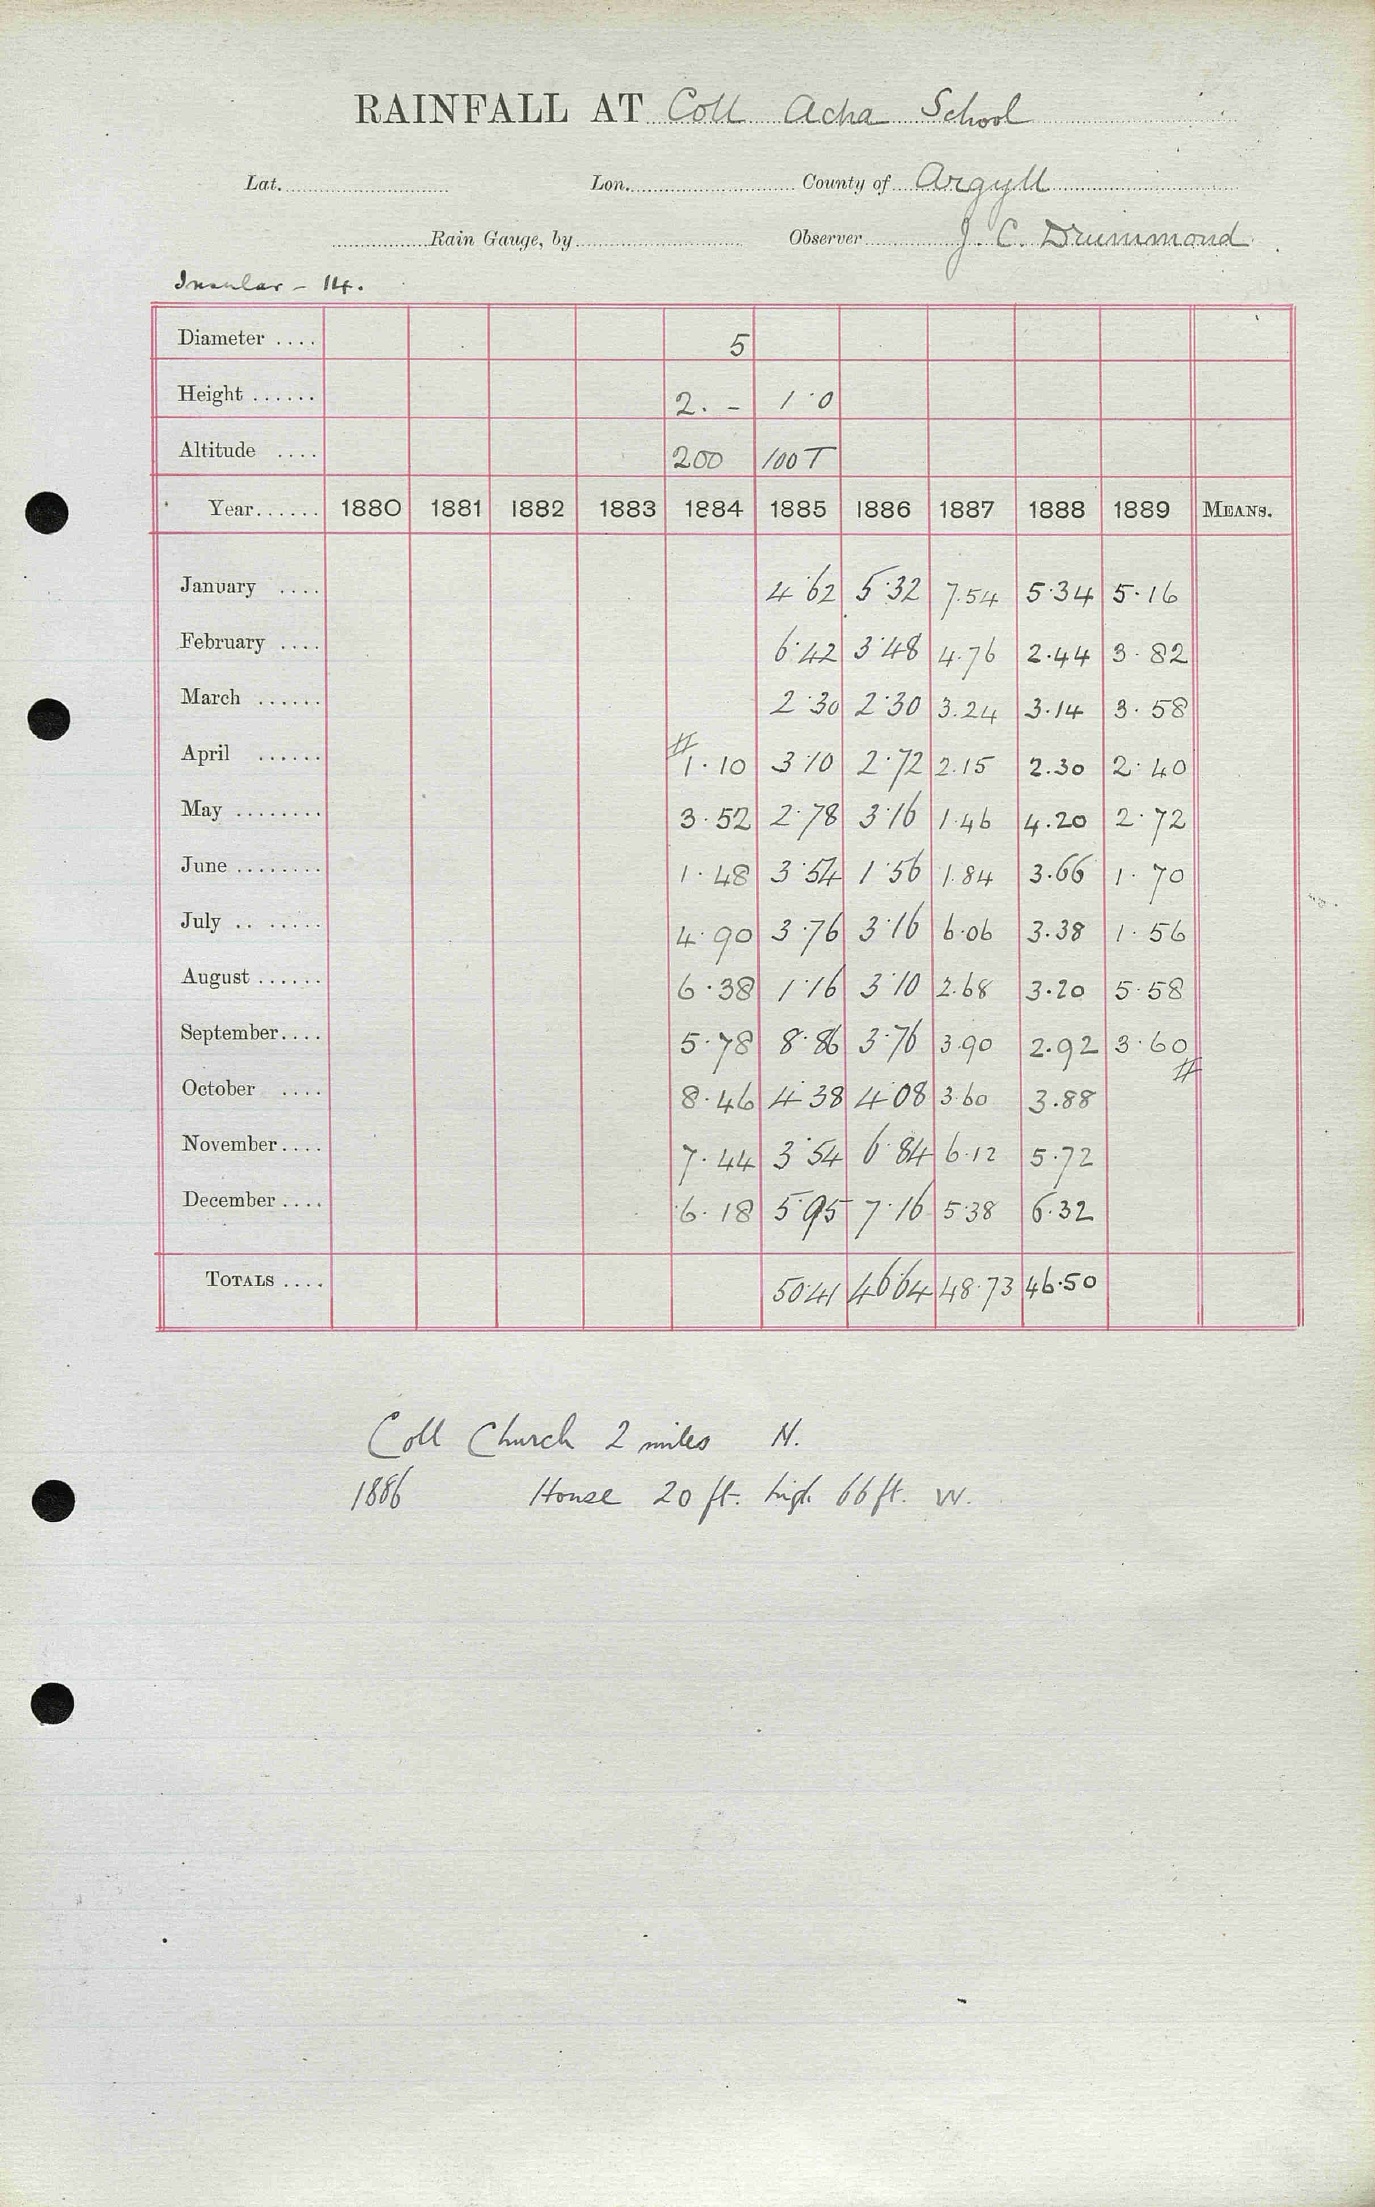 RAINFALL AT Coll Acha School
Lat. Lon. County of Argyll
Rain Gauge, by Observer J. C. Drummond
Insular - 14.
Diameter .... 5
Height ...... 2. - 1·0
Altitude .... 200 100 T
Year...... 1880 1881 1882 1883 1884 1885 1886 1887 1888 1889 MEANS.
January .... 4·62 5·32 7.54 5·34 5·16
February .... 6·42 3·48 4.76 2·44 3·82
March ...... 2·30 2·30 3.24 3·14 3·58
April ...... # 1·10 3·10 2·72 2.15 2.30 2·40
May ........ 3·52 2·78 3·16 1·46 4.20 2·72
June ........ 1·48 3·54 1·56 1.84 3.66 1·70
July .. ..... 4·90 3·76 3·16 6·06 3·38 1·56
August ...... 6·38 1·16 3·10 2.68 3·20 5·58
September.... 5·78 8·86 3·76 3.90 2.92 3·60 #
October .... 8·46 4·38 4·08 3.60 3.88
November.... 7·44 3·54 6·84 6·12 5·72
December.... 6·18 5·95 7·16 5·38 6·32
TOTALS .... 50·41 46·64 48·73 46·50
Coll Church 2 miles N.
1886 House 20 ft. high 66 ft. W.